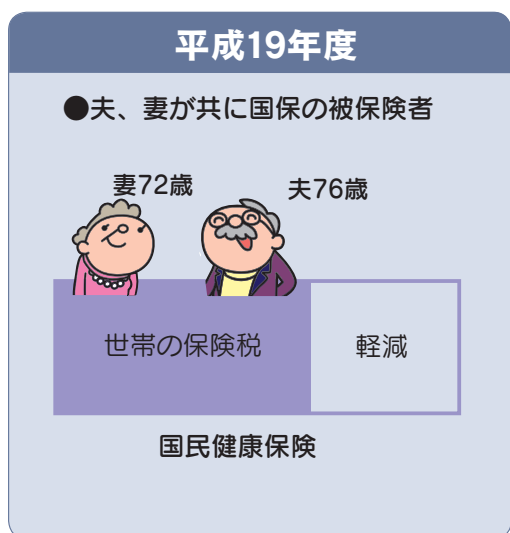 平成19年度
●夫、妻が共に国保の被保険者
妻72歳
夫76歳
世帯の保険税
軽減
国民健康保険